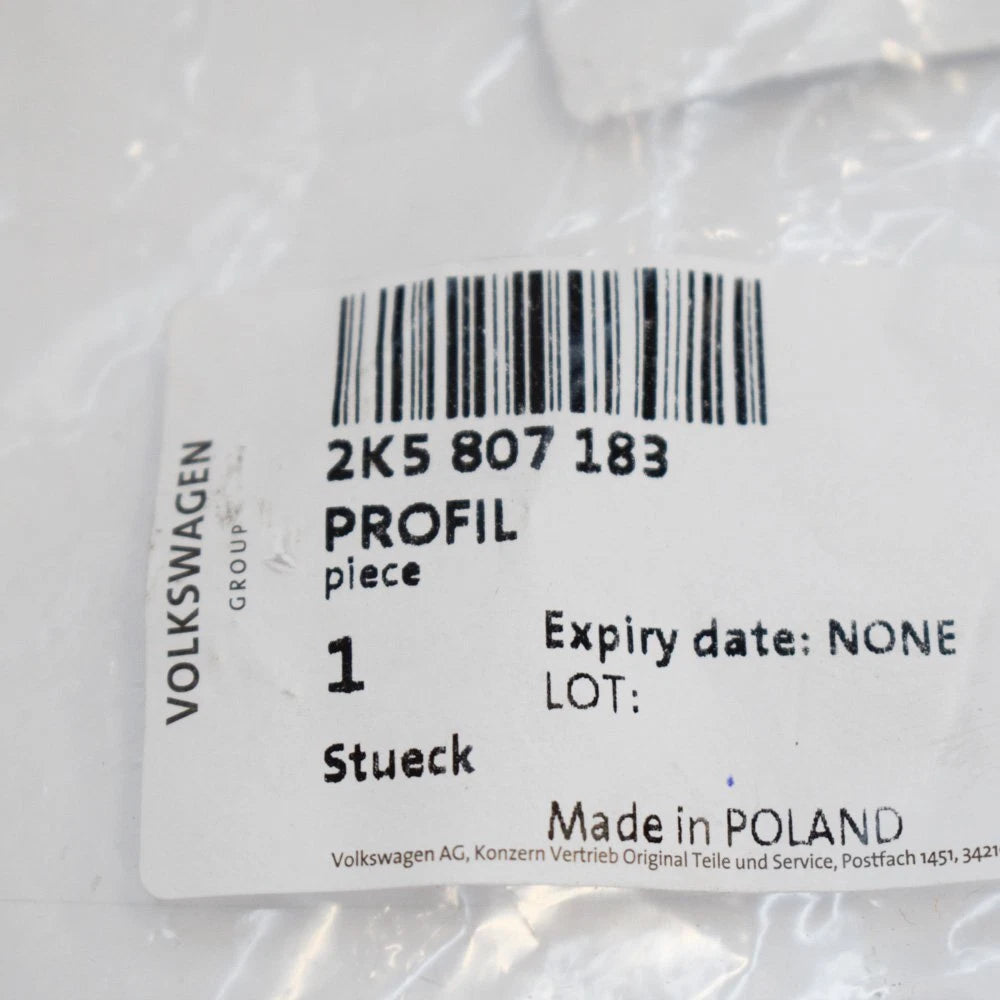 VOLKSWAGEN
GROUP
2K5 807 183
PROFIL
piece
1
Expiry date: NONE
LOT:
Stueck
Made in POLAND
Volkswagen AG, Konzern Vertrieb Original Teile und Service, Postfach 1451, 3421